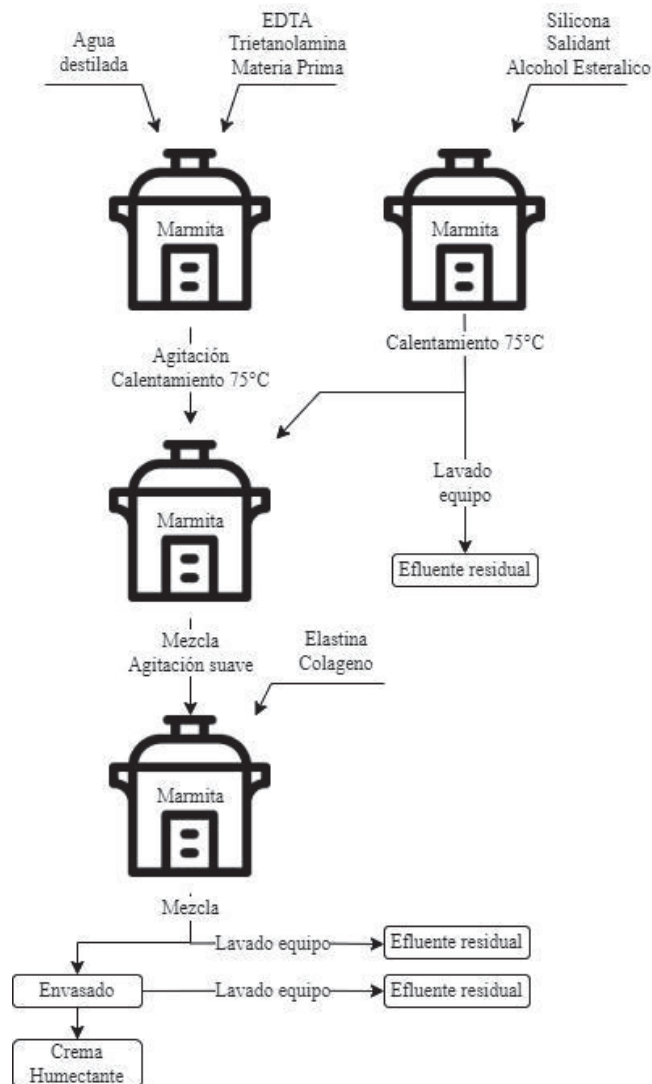 Agua
destilada
EDTA
Trietanolamina
Materia Prima
Silicona
Salidant
Alcohol Esteralico
Marmita
Marmita
Agitación
Calentamiento 75°C
Calentamiento 75°C
Marmita
Lavado
equipo
Efluente residual
Mezcla
Agitación suave
Elastina
Colageno
Marmita
Mezcla
Lavado equipo
Efluente residual
Envasado
Lavado equipo
Efluente residual
Crema
Humectante